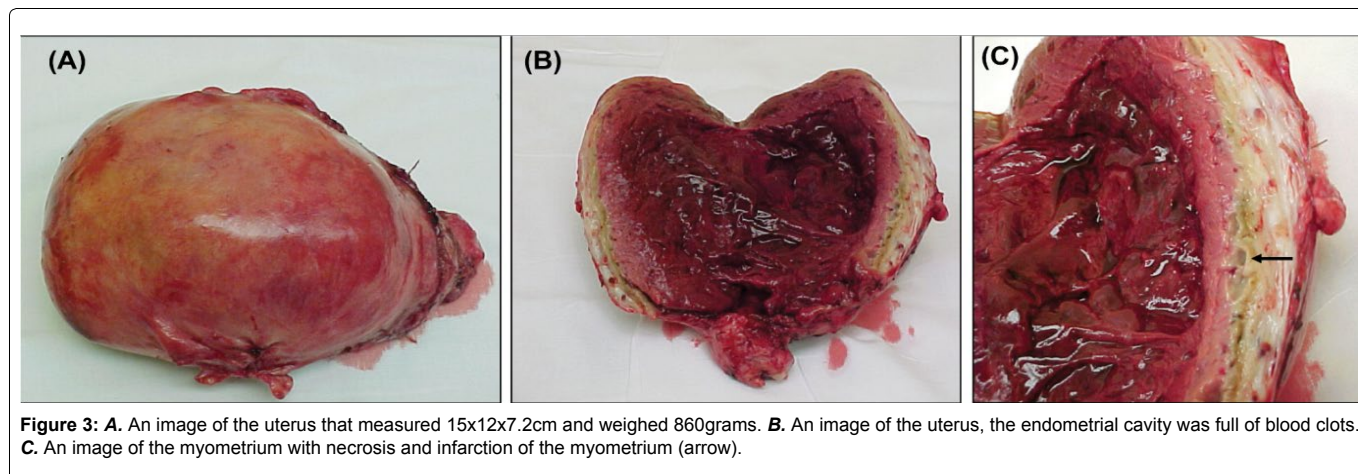 (A) (B) (C)
Figure 3: A. An image of the uterus that measured 15x12x7.2cm and weighed 860grams. B. An image of the uterus, the endometrial cavity was full of blood clots.
C. An image of the myometrium with necrosis and infarction of the myometrium (arrow).